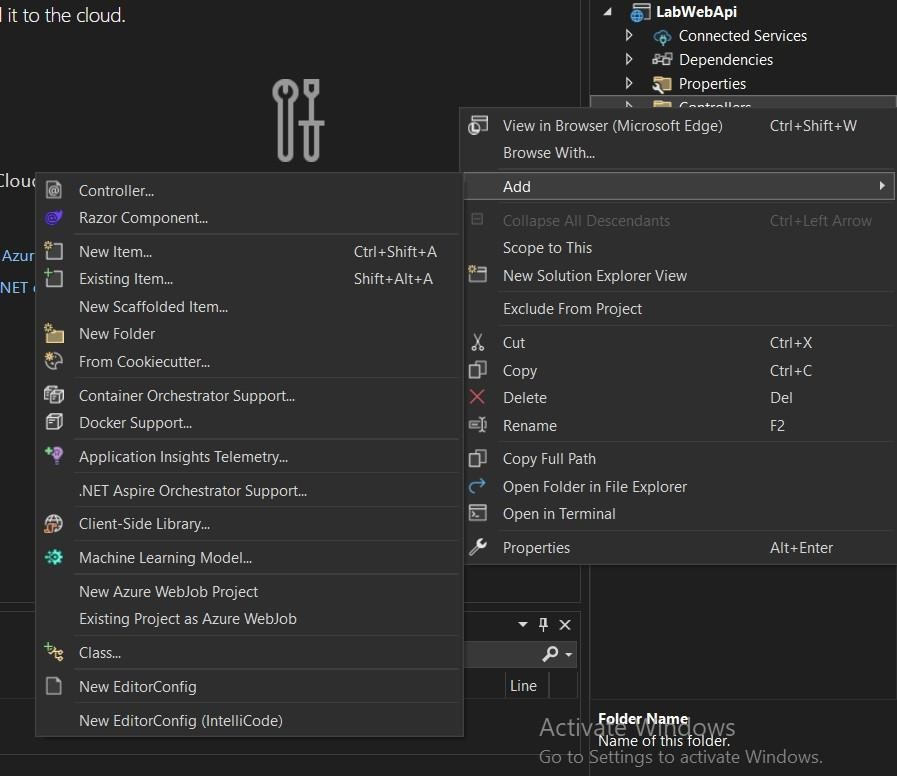 it to the cloud.
LabWebApi
Connected Services
Dependencies
Properties
Controllers
View in Browser (Microsoft Edge) Ctrl+Shift+W
Browse With...
Add
Collapse All Descendants Ctrl+Left Arrow
Scope to This
New Solution Explorer View
Exclude From Project
Cut Ctrl+X
Copy Ctrl+C
Delete Del
Rename F2
Copy Full Path
Open Folder in File Explorer
Open in Terminal
Properties Alt+Enter
Cloud
Azur
NET
Controller...
Razor Component...
New Item... Ctrl+Shift+A
Existing Item... Shift+Alt+A
New Scaffolded Item...
New Folder
From Cookiecutter...
Container Orchestrator Support...
Docker Support...
Application Insights Telemetry...
.NET Aspire Orchestrator Support...
Client-Side Library...
Machine Learning Model...
New Azure WebJob Project
Existing Project as Azure WebJob
Class...
New EditorConfig
New EditorConfig (IntelliCode)
Line
Folder Name
Name of this folder.
Activate Windows
Go to Settings to activate Windows.